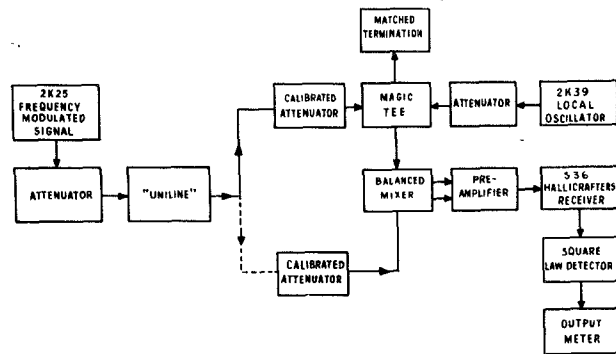 MATCHED
TERMINATION
2K25
FREQUENCY
MODULATED
SIGNAL
CALIBRATED
ATTENUATOR
MAGIC
TEE
ATTENUATOR
2K39
LOCAL
OSCILLATOR
ATTENUATOR
"UNILINE"
BALANCED
MIXER
PRE-
AMPLIFIER
S36
HALLICRAFTERS
RECEIVER
CALIBRATED
ATTENUATOR
SQUARE
LAW DETECTOR
OUTPUT
METER